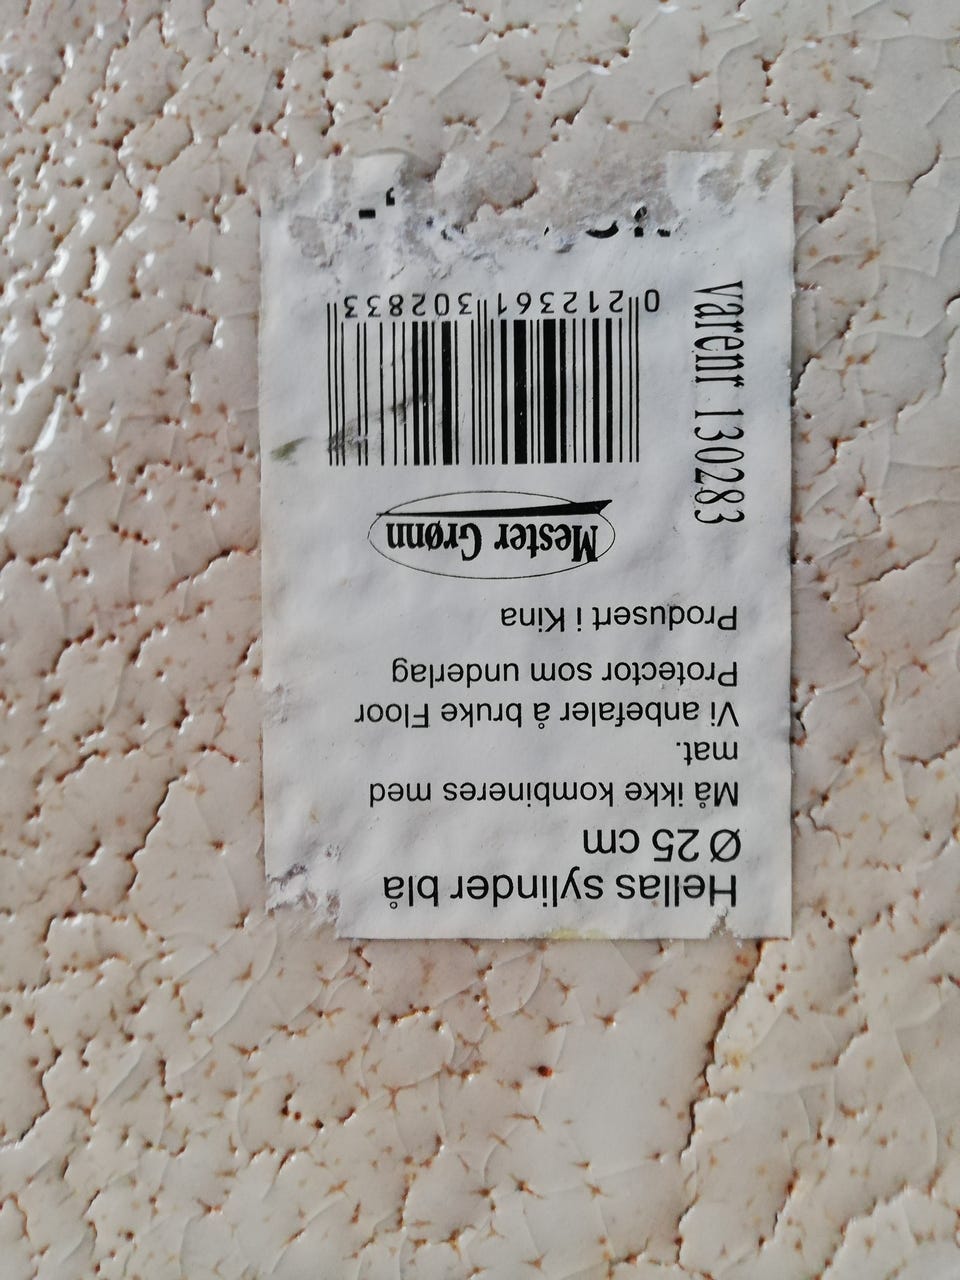 Hellas sylinder blå
Ø 25 cm
Må ikke kombineres med
mat.
Vi anbefaler å bruke Floor
Protector som underlag
Produsert i Kina
Mester Grønn
0 212361 302833
Varenr 130283